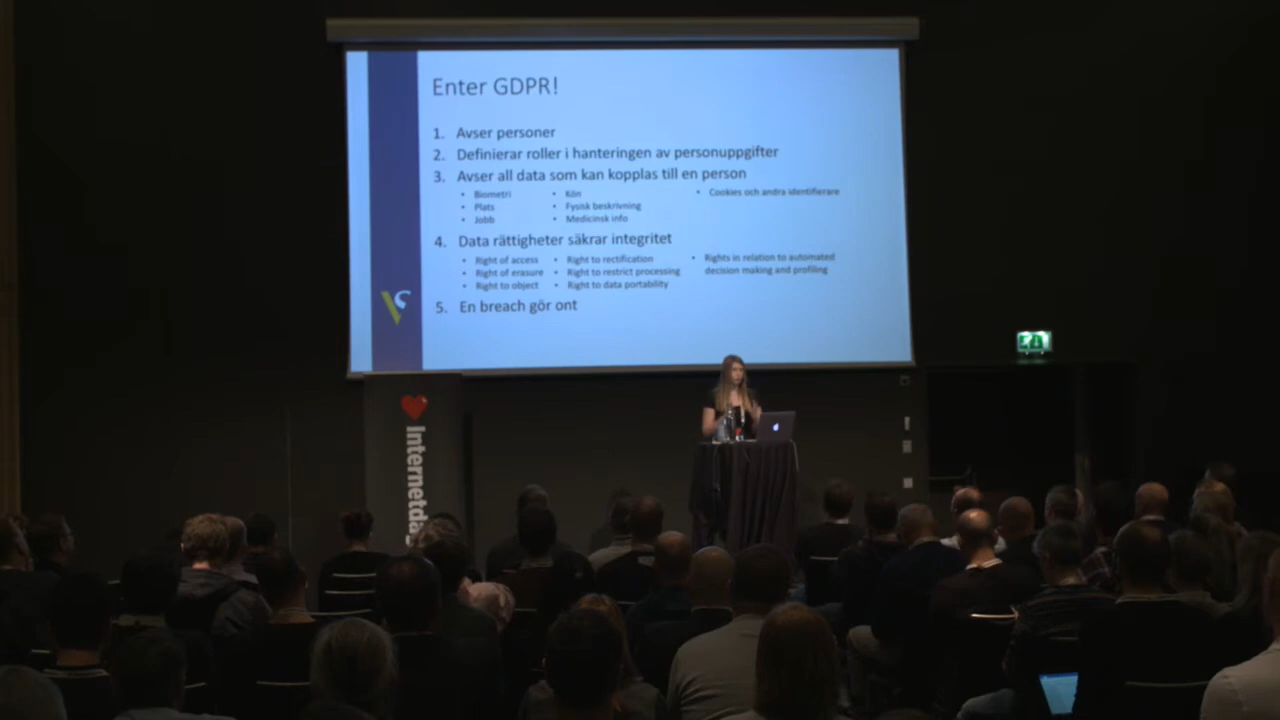 Enter GDPR!
1. Avser personer
2. Definierar roller i hanteringen av personuppgifter
3. Avser all data som kan kopplas till en person
• Biometri • Kön • Cookies och andra identifierare
• Plats • Fysisk beskrivning
• Jobb • Medicinsk info
4. Data rättigheter säkrar integritet
• Right of access • Right to rectification • Rights in relation to automated
• Right of erasure • Right to restrict processing decision making and profiling
• Right to object • Right to data portability
5. En breach gör ont
VS
Internetda